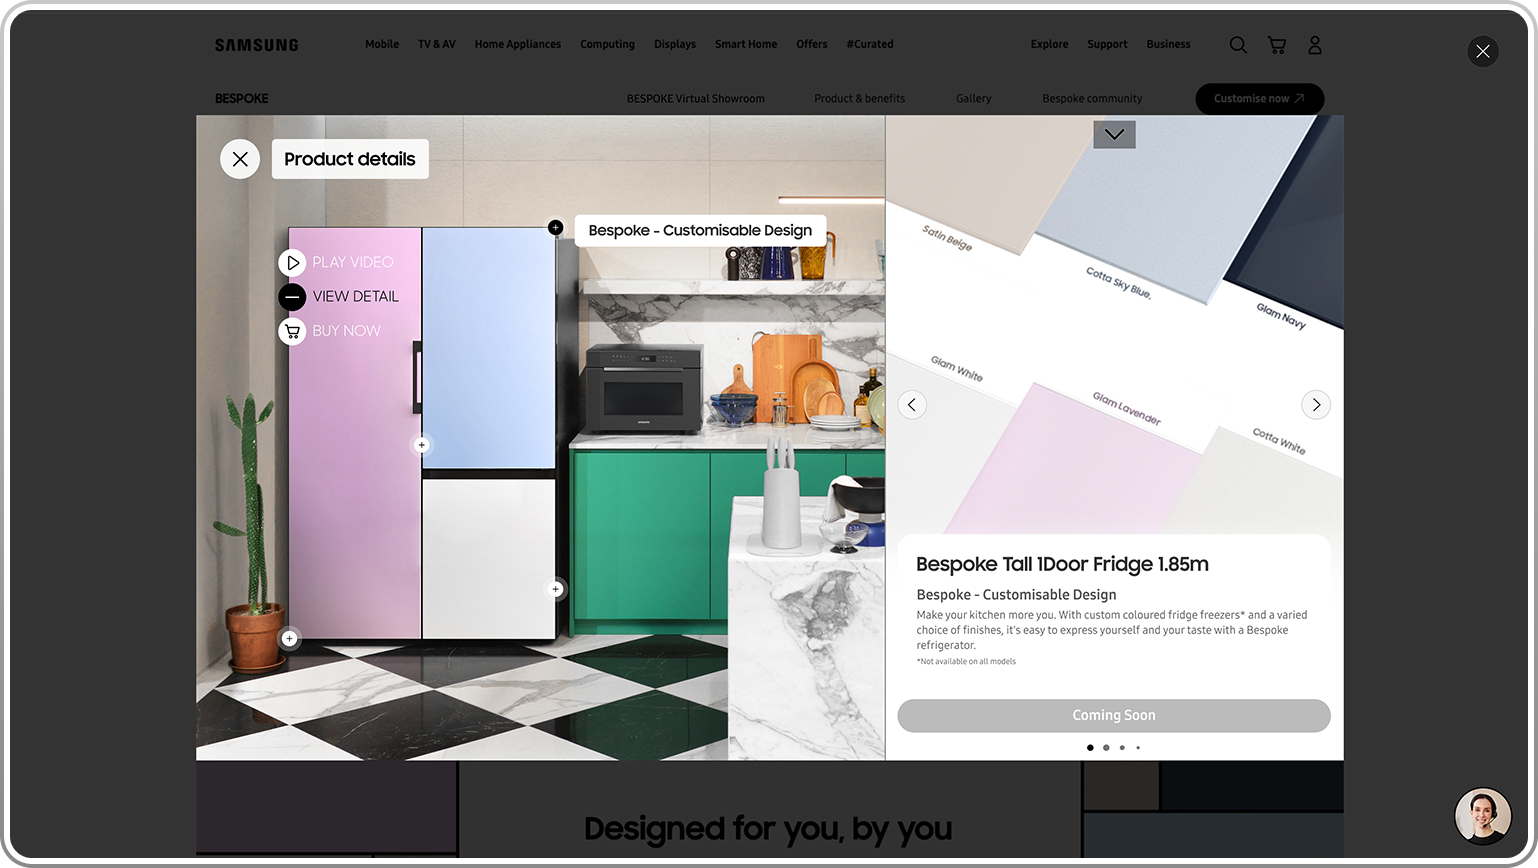 SAMSUNG
Mobile
TV & AV
Home Appliances
Computing
Displays
Smart Home
Offers
#Curated
Explore
Support
Business
BESPOKE
BESPOKE Virtual Showroom
Product & benefits
Gallery
Bespoke community
Customise now
Product details
Bespoke - Customisable Design
PLAY VIDEO
VIEW DETAIL
BUY NOW
Satin Beige
Cotta Sky Blue.
Glam Navy
Glam White
Glam Lavender
Cotta White
Bespoke Tall 1Door Fridge 1.85m
Bespoke - Customisable Design
Make your kitchen more you. With custom coloured fridge freezers* and a varied
choice of finishes, it's easy to express yourself and your taste with a Bespoke
refrigerator.
*Not available on all models
Coming Soon
Designed for you, by you